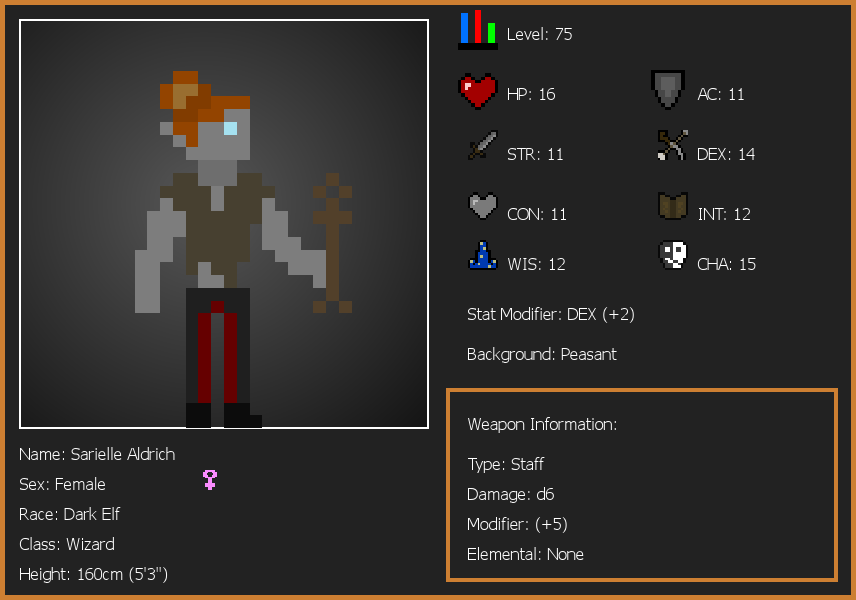 Level: 75
HP: 16
AC: 11
STR: 11
DEX: 14
CON: 11
INT: 12
WIS: 12
CHA: 15
Stat Modifier: DEX (+2)
Background: Peasant
Weapon Information:
Type: Staff
Damage: d6
Modifier: (+5)
Elemental: None
Name: Sarielle Aldrich
Sex: Female
Race: Dark Elf
Class: Wizard
Height: 160cm (5'3")